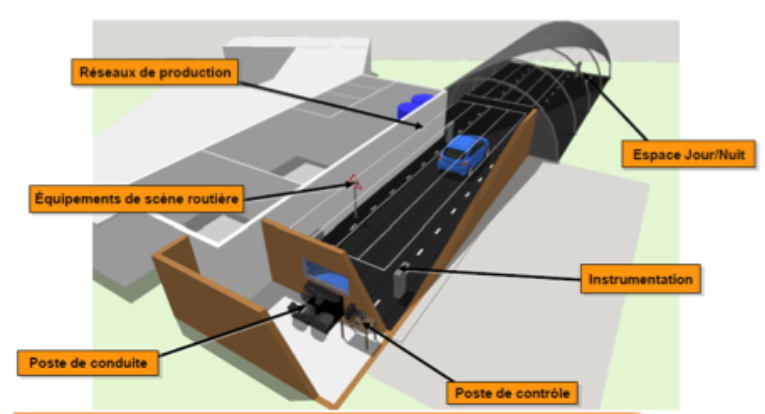 Réseaux de production
Espace Jour/Nuit
Équipements de scène routière
Instrumentation
Poste de conduite
Poste de contrôle